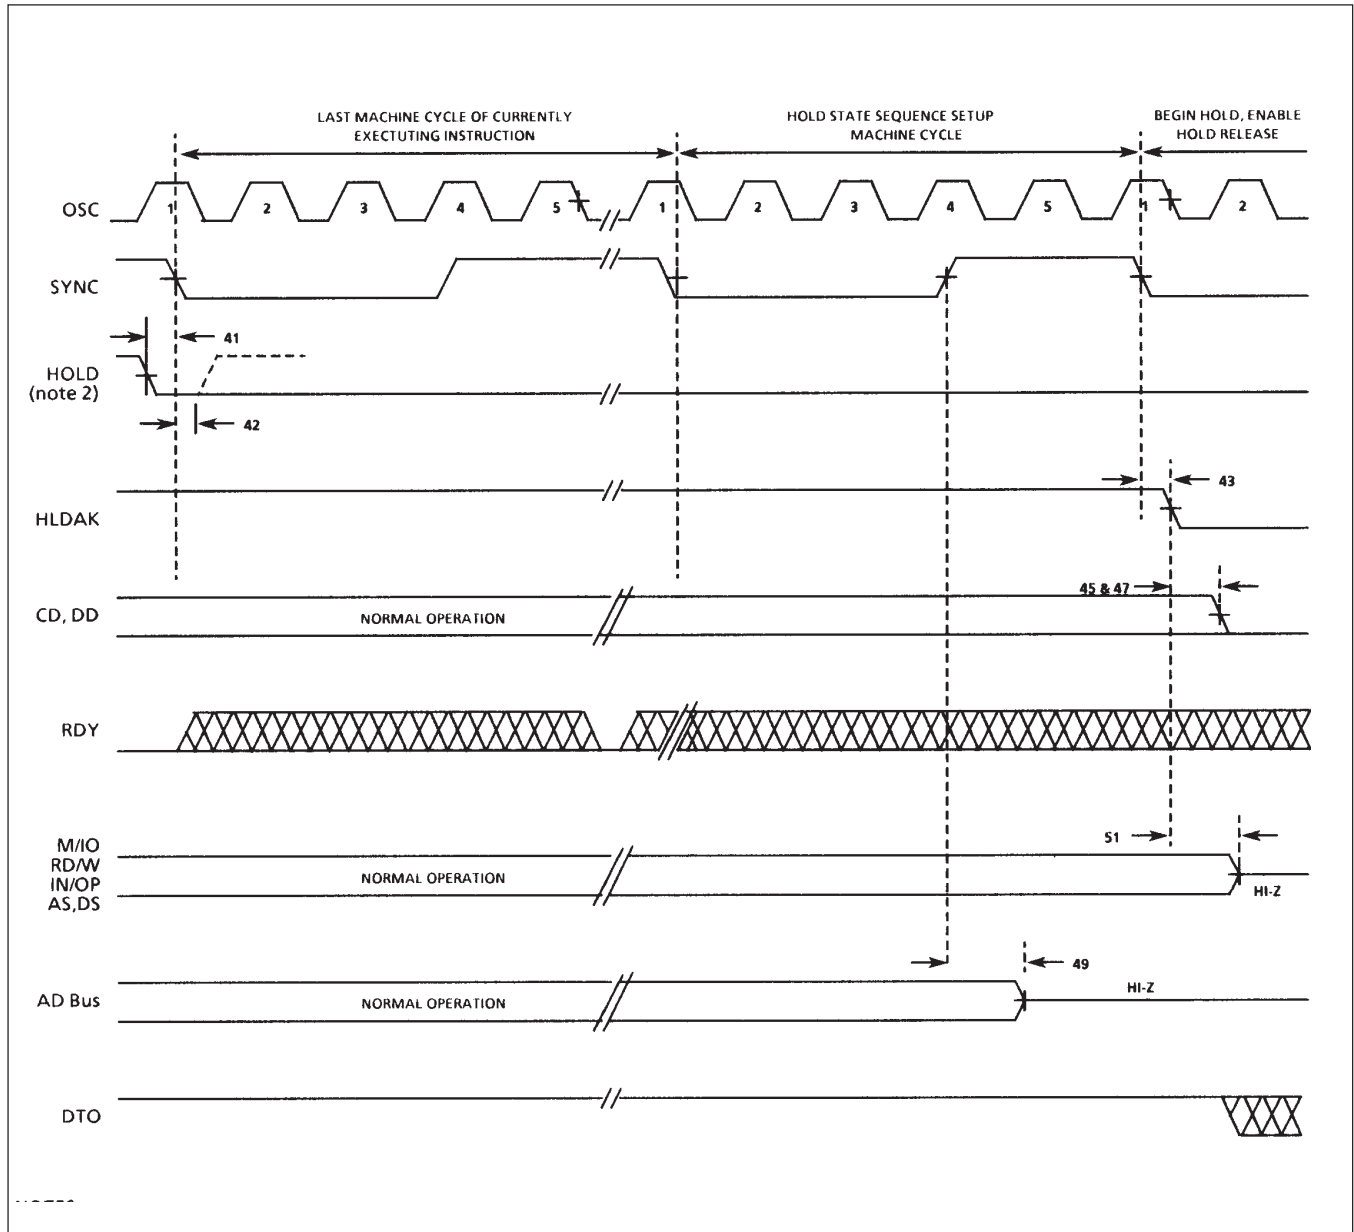 LAST MACHINE CYCLE OF CURRENTLY
EXECTUTING INSTRUCTION
HOLD STATE SEQUENCE SETUP
MACHINE CYCLE
BEGIN HOLD, ENABLE
HOLD RELEASE
OSC
1 2 3 4 5 1 2 3 4 5 1 2
SYNC
41
HOLD
(note 2)
42
43
HLDAK
45 & 47
CD, DD
NORMAL OPERATION
RDY
51
M/IO
RD/W
IN/OP
AS,DS
NORMAL OPERATION
HI-Z
49
AD Bus
NORMAL OPERATION
HI-Z
DTO